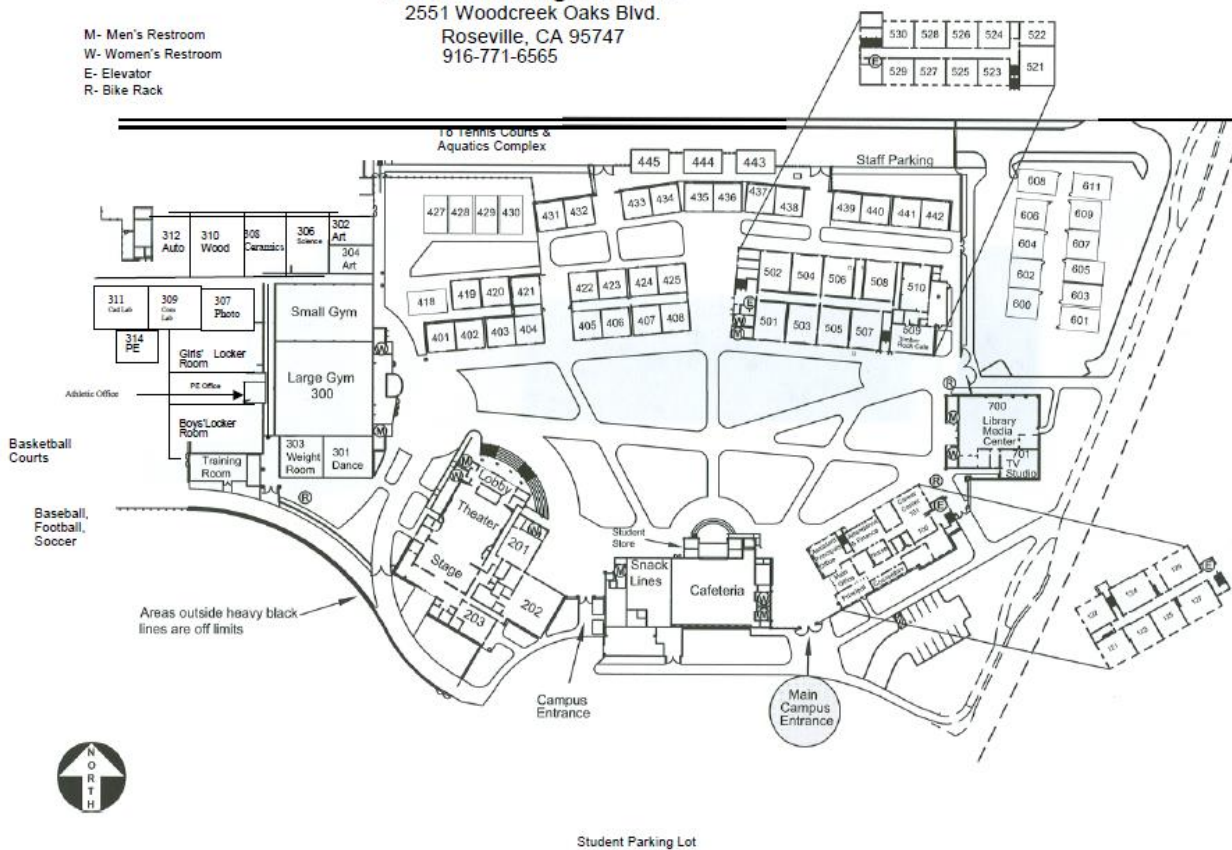 2551 Woodcreek Oaks Blvd.
Roseville, CA 95747
916-771-6565
M- Men's Restroom
W- Women's Restroom
E- Elevator
R- Bike Rack
530 528 526 524 522
E
529 527 525 523 521
To Tennis Courts &
Aquatics Complex
445 444 443
Staff Parking
608 611
606 609
604 607
602 605
600 603
601
427 428 429 430
431 432
433 434 435 436 437 438
439 440 441 442
312
Auto
310
Wood
308
Ceramics
306
Science
302
Art
304
Art
311
Cad Lab
309
Com
Lab
307
Photo
314
PE
Small Gym
418 419 420 421
422 423 424 425
401 402 403 404
405 406 407 408
502 504 506 508 510
E
W
M
501 503 505 507 509
Girls' Locker
Room
PE Office
Athletic Office
Boys'Locker
Room
Large Gym
300
W
M
Basketball
Courts
Training
Room
303
Weight
Room
301
Dance
R
Baseball,
Football,
Soccer
R
M
W
700
Library
Media
Center
701
TV
Studio
R
M
W
Lobby
Theater
Stage
201
202
203
Student
Store
Snack
Lines
M
Cafeteria
W
Main
Office
Principal
E
E
Areas outside heavy black
lines are off limits
Campus
Entrance
Main
Campus
Entrance
NORTH
Student Parking Lot